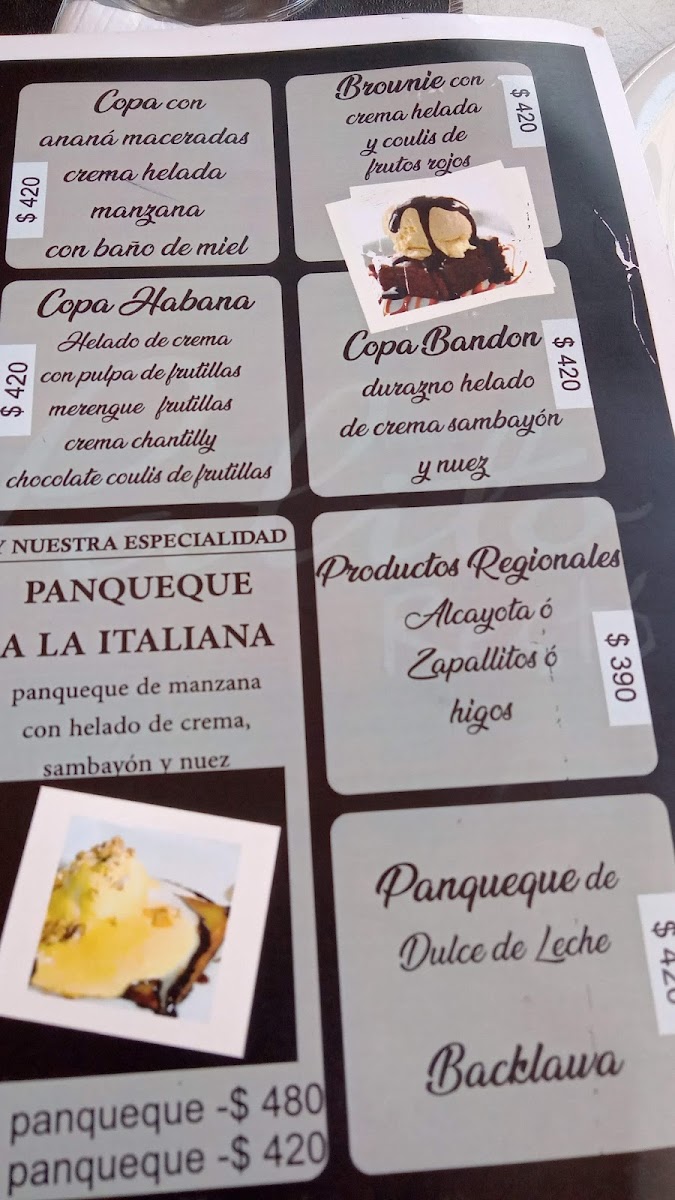 Copa con
ananá maceradas
crema helada
manzana
con baño de miel
$ 420
Brownie con
crema helada
y coulis de
frutos rojos
$ 420
Copa Habana
Helado de crema
con pulpa de frutillas
merengue frutillas
crema chantilly
chocolate coulis de frutillas
$ 420
Copa Bandon
durazno helado
de crema sambayón
y nuez
$ 420
Y NUESTRA ESPECIALIDAD
PANQUEQUE
A LA ITALIANA
panqueque de manzana
con helado de crema,
sambayón y nuez
panqueque -$ 480
panqueque -$ 420
Productos Regionales
Alcayota ó
Zapallitos ó
higos
$ 390
Panqueque de
Dulce de Leche
$ 420
Backlawa